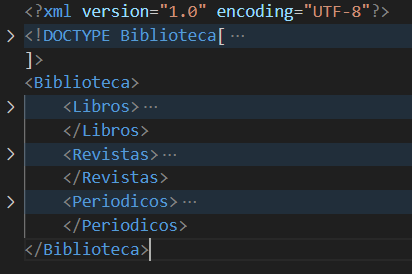 <?xml version="1.0" encoding="UTF-8"?>
<!DOCTYPE Biblioteca[ ...
]>
<Biblioteca>
<Libros> ...
</Libros>
<Revistas> ...
</Revistas>
<Periodicos> ...
</Periodicos>
</Biblioteca>